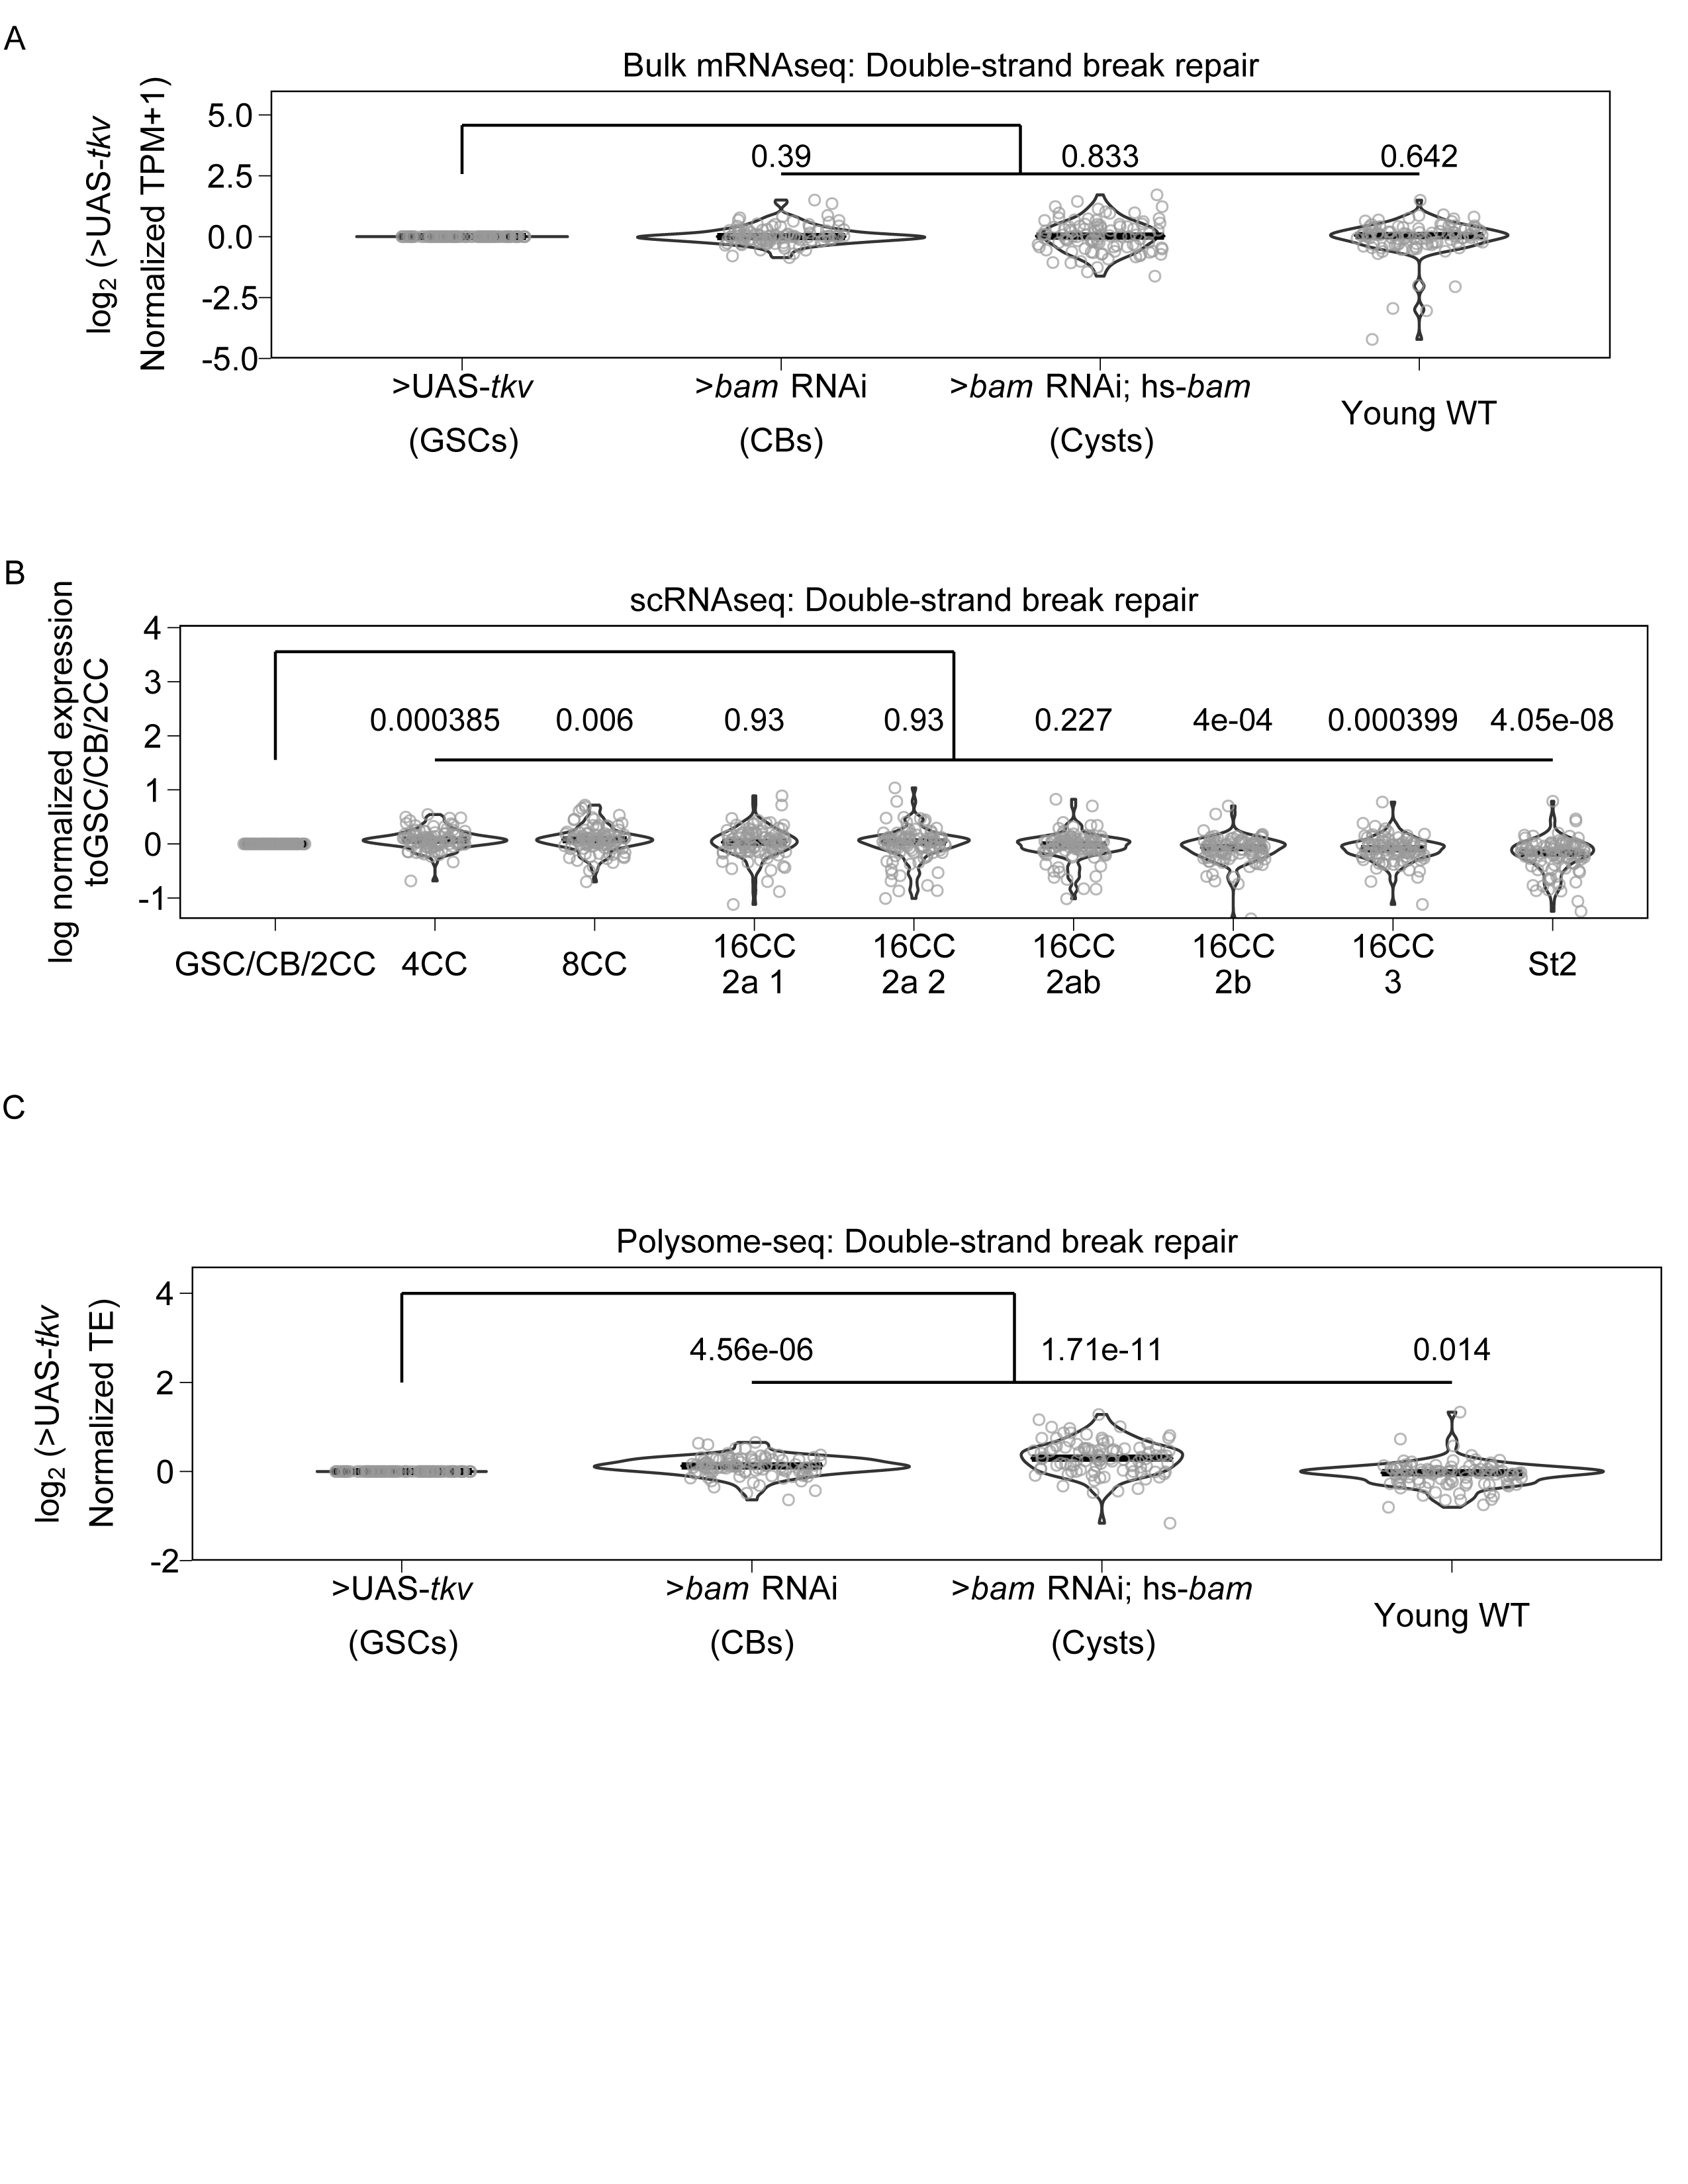 A
Bulk mRNAseq: Double-strand break repair
log2 (>UAS-tkv
Normalized TPM+1)
5.0
2.5
0.0
-2.5
-5.0
0.39 0.833 0.642
>UAS-tkv >bam RNAi >bam RNAi; hs-bam Young WT
(GSCs) (CBs) (Cysts)
B
scRNAseq: Double-strand break repair
log normalized expression
toGSC/CB/2CC
4
3
2
1
0
-1
0.000385 0.006 0.93 0.93 0.227 4e-04 0.000399 4.05e-08
GSC/CB/2CC 4CC 8CC 16CC 16CC 16CC 16CC 16CC St2
2a 1 2a 2 2ab 2b 3
C
Polysome-seq: Double-strand break repair
log2 (>UAS-tkv
Normalized TE)
4
2
0
-2
4.56e-06 1.71e-11 0.014
>UAS-tkv >bam RNAi >bam RNAi; hs-bam Young WT
(GSCs) (CBs) (Cysts)